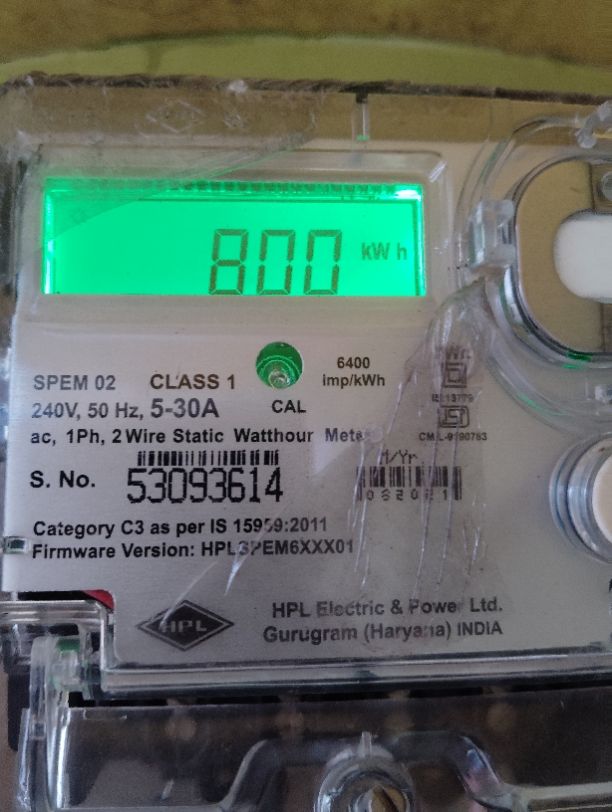 800 kWh
6400
imp/kWh
SPEM 02 CLASS 1
240V, 50 Hz, 5-30A
CAL
ac, 1Ph, 2 Wire Static Watthour
M/Yr
S. No. 53093614
Category C3 as per IS 15959:2011
Firmware Version: HPLSPEM6XXX01
HPL
HPL Electric & Power Ltd.
Gurugram (Haryana) INDIA